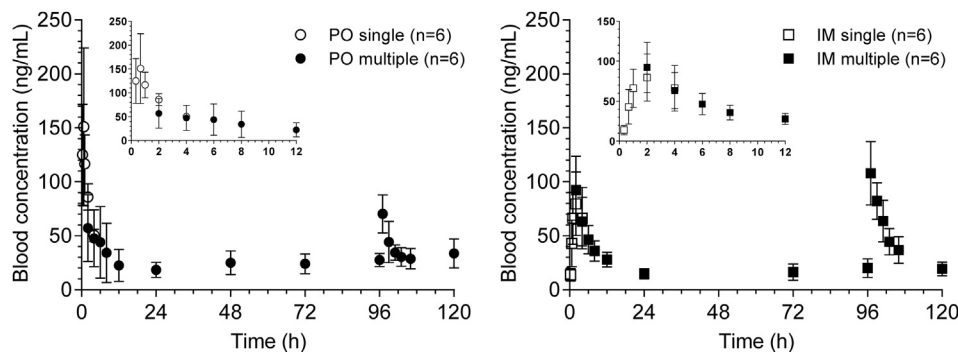 Blood concentration (ng/mL)
250
200
150
100
50
0
0 24 48 72 96 120
Time (h)
250
200
150
100
50
0
0 2 4 6 8 10 12
PO single (n=6)
PO multiple (n=6)
Blood concentration (ng/mL)
250
200
150
100
50
0
0 24 48 72 96 120
Time (h)
150
100
50
0
0 2 4 6 8 10 12
IM single (n=6)
IM multiple (n=6)